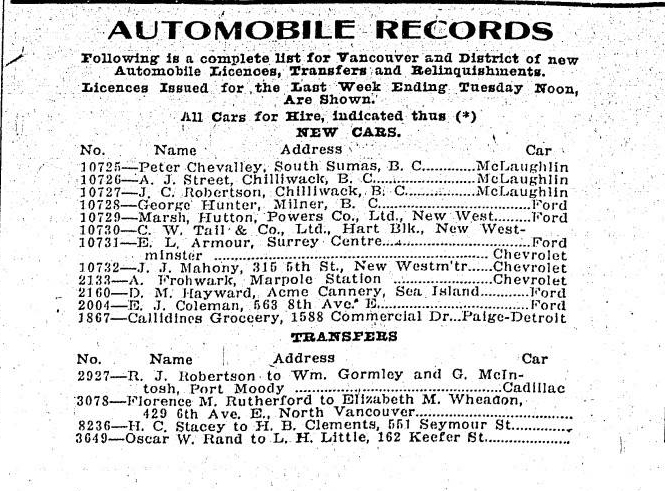 AUTOMOBILE RECORDS
Following is a complete list for Vancouver and District of new
Automobile Licences, Transfers and Relinquishments.
Licences Issued for the Last Week Ending Tuesday Noon,
Are Shown.
All Cars for Hire, indicated thus (*)
NEW CARS.
No. Name Address Car
10725—Peter Chevalley, South Sumas, B. C.............McLaughlin
10726—A. J. Street, Chilliwack, B. C.......................McLaughlin
10727—J. C. Robertson, Chilliwack, B. C.............McLaughlin
10728—George Hunter, Milner, B. C.........................Ford
10729—Marsh, Hutton, Powers Co., Ltd., New West.........Ford
10730—C. W. Tail & Co., Ltd., Hart Blk., New West-
10731—E. L. Armour, Surrey Centre.........................Ford
minster ............................................. Chevrolet
10732—J. J. Mahony, 315 5th St., New Westm'tr......Chevrolet
2133—A. Frohwark, Marpole Station ....................Chevrolet
2160—D. M. Hayward, Acme Cannery, Sea Island.........Ford
2004—E. J. Coleman, 563 8th Ave. E.........................Ford
1867—Callidines Grocery, 1588 Commercial Dr...Paige-Detroit
TRANSFERS
No. Name Address Car
2927—R. J. Robertson to Wm. Gormley and G. McIn-
tosh, Port Moody ....................................Cadillac
3078—Florence M. Rutherford to Elizabeth M. Wheadon,
429 6th Ave. E., North Vancouver............................
8236—H. C. Stacey to H. B. Clements, 551 Seymour St.............
3649—Oscar W. Rand to L. H. Little, 162 Keefer St..................